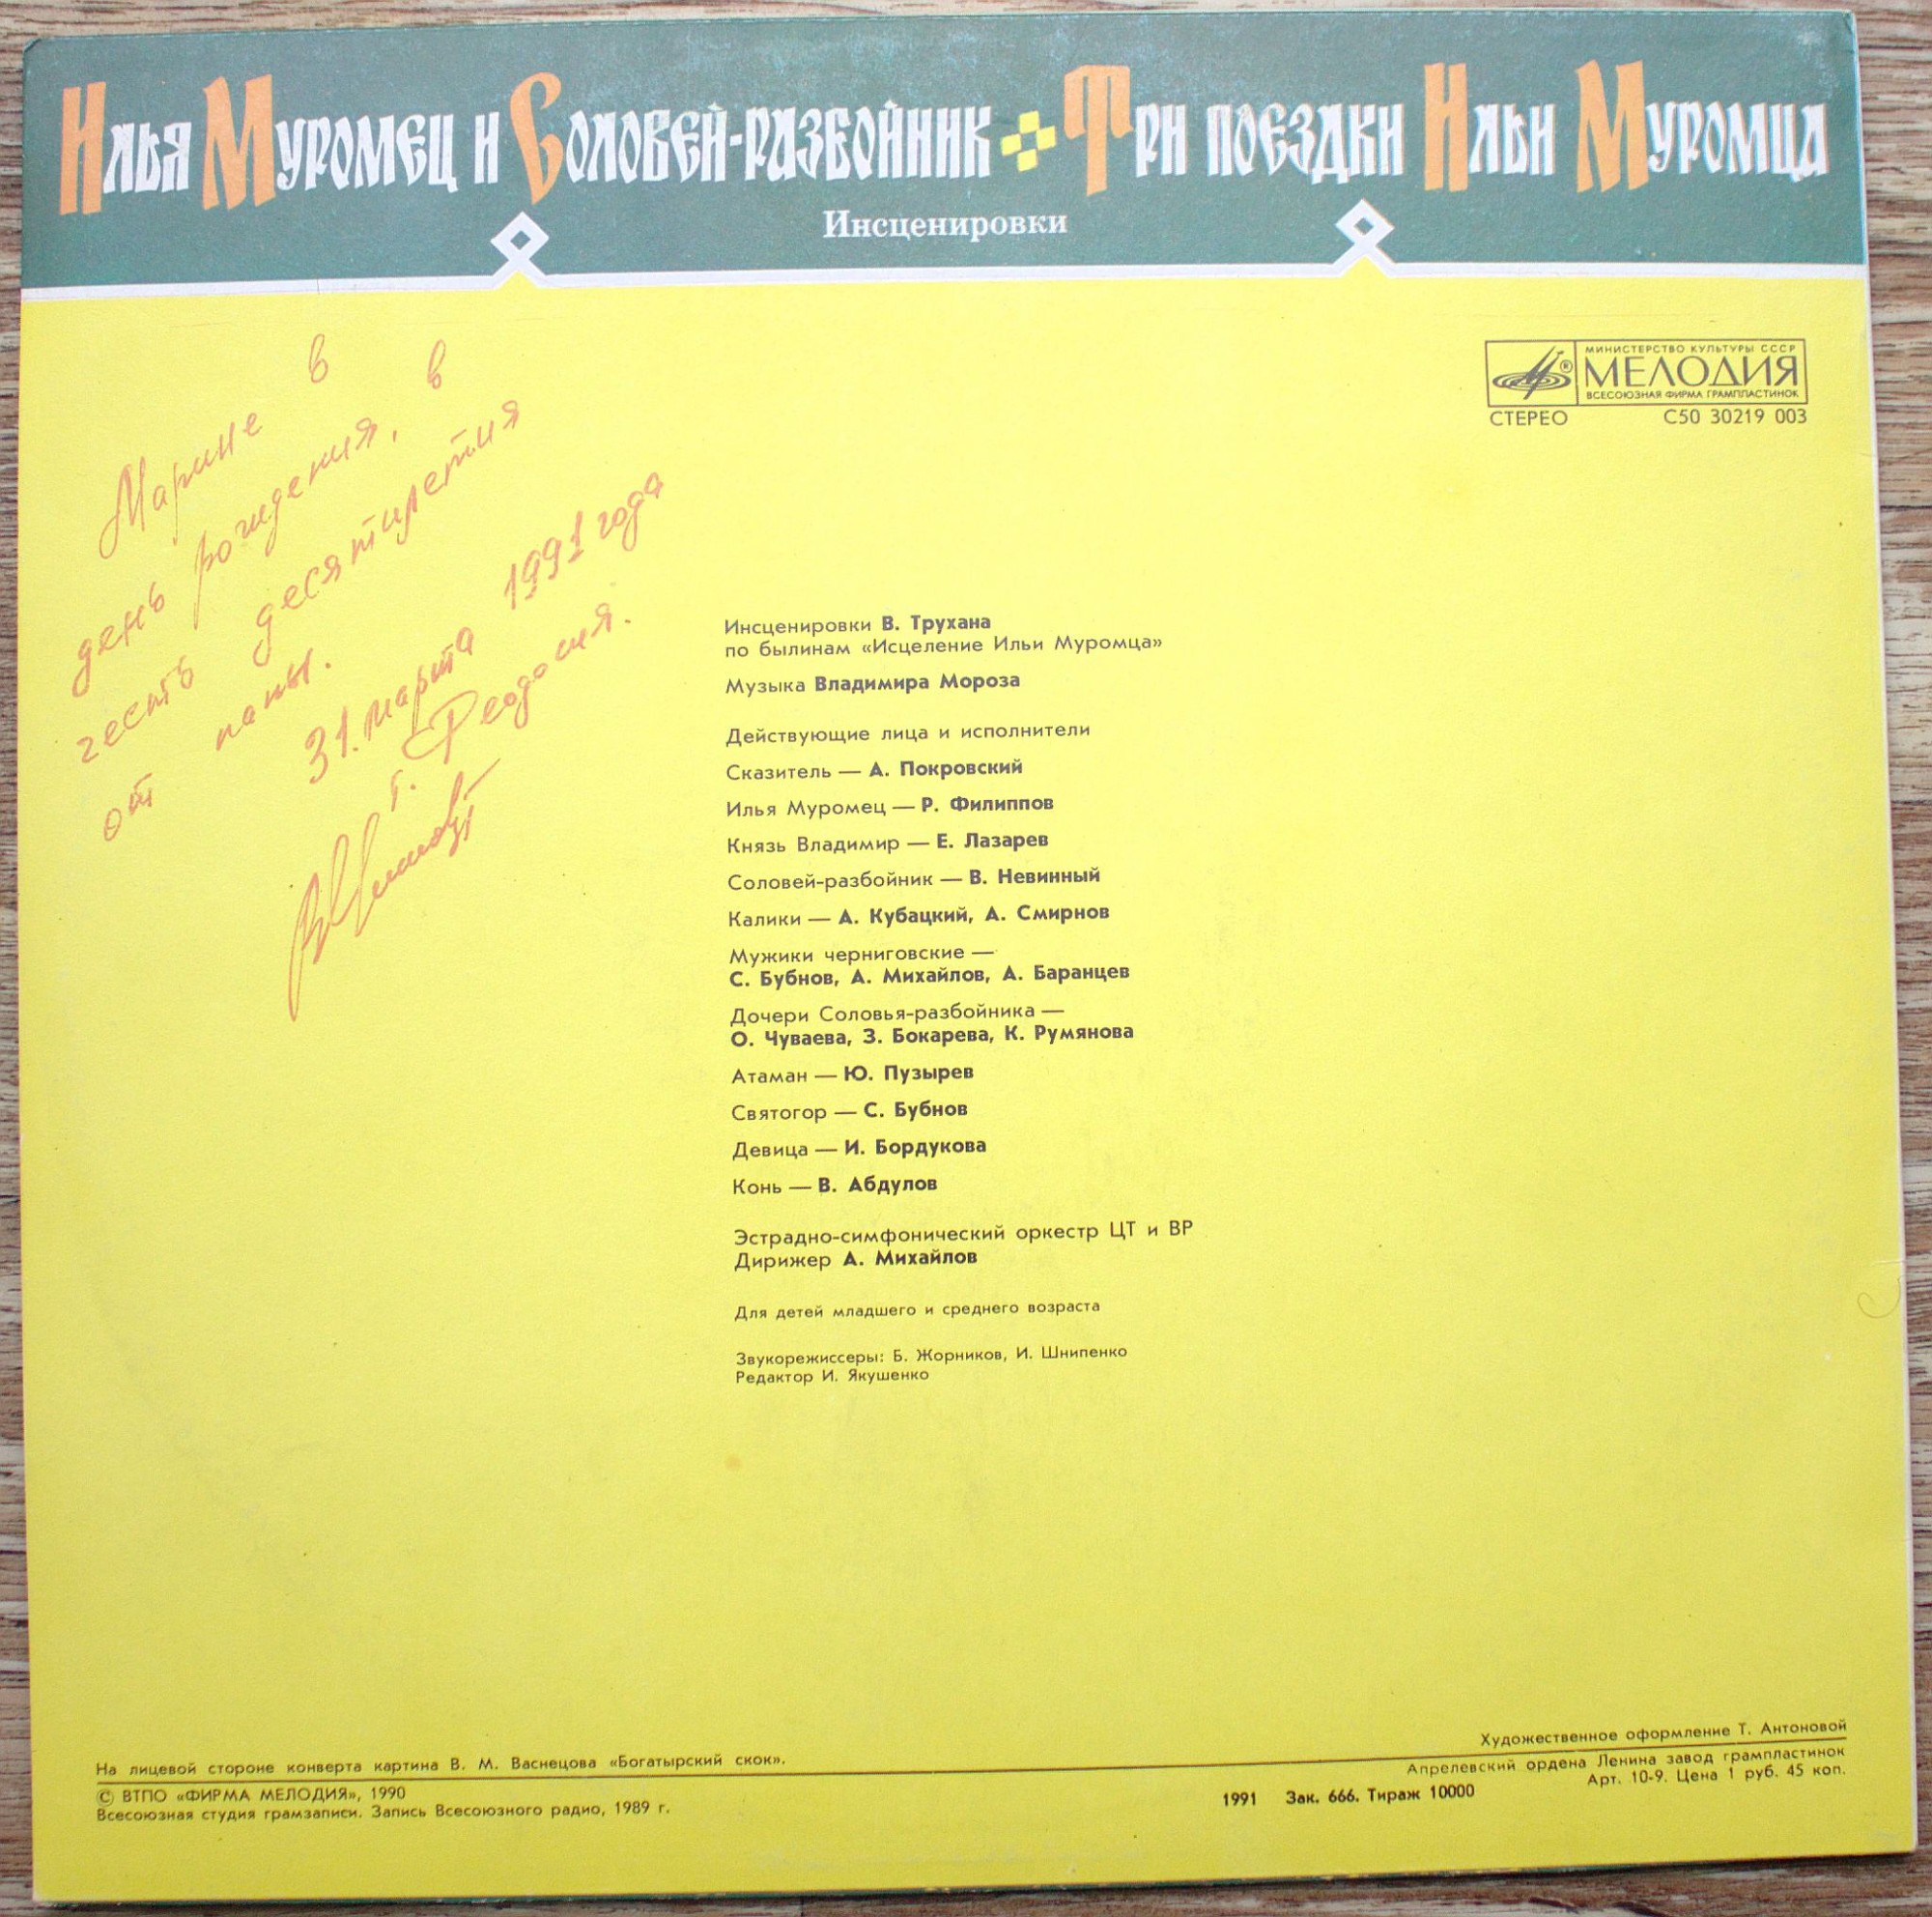 Илья Муромец и Соловей-разбойник Три поездки Ильи Муромца
Инсценировки
МИНИСТЕРСТВО КУЛЬТУРЫ СССР
МЕЛОДИЯ
ВСЕСОЮЗНАЯ ФИРМА ГРАМПЛАСТИНОК
СТЕРЕО С50 30219 003
Марине в
день рождения, в
честь десятилетия
от папы.
31. марта 1991 года
г. Феодосия.
Инсценировки В. Трухана
по былинам «Исцеление Ильи Муромца»
Музыка Владимира Мороза
Действующие лица и исполнители
Сказитель — А. Покровский
Илья Муромец — Р. Филиппов
Князь Владимир — Е. Лазарев
Соловей-разбойник — В. Невинный
Калики — А. Кубацкий, А. Смирнов
Мужики черниговские —
С. Бубнов, А. Михайлов, А. Баранцев
Дочери Соловья-разбойника —
О. Чуваева, З. Бокарева, К. Румянова
Атаман — Ю. Пузырев
Святогор — С. Бубнов
Девица — И. Бордукова
Конь — В. Абдулов
Эстрадно-симфонический оркестр ЦТ и ВР
Дирижер А. Михайлов
Для детей младшего и среднего возраста
Звукорежиссеры: Б. Жорников, И. Шнипенко
Редактор И. Якушенко
Художественное оформление Т. Антоновой
На лицевой стороне конверта картина В. М. Васнецова «Богатырский скок».
Апрелевский ордена Ленина завод грампластинок
Арт. 10-9. Цена 1 руб. 45 коп.
© ВТПО «ФИРМА МЕЛОДИЯ», 1990
1991 Зак. 666. Тираж 10000
Всесоюзная студия грамзаписи. Запись Всесоюзного радио, 1989 г.